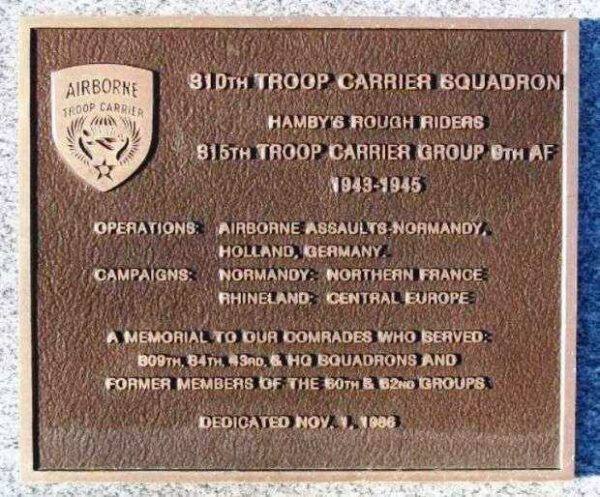 AIRBORNE
TROOP CARRIER
310TH TROOP CARRIER SQUADRON
HAMBY'S ROUGH RIDERS
315TH TROOP CARRIER GROUP 9TH AF
1943-1945
OPERATIONS: AIRBORNE ASSAULTS-NORMANDY,
HOLLAND, GERMANY.
CAMPAIGNS: NORMANDY: NORTHERN FRANCE
RHINELAND: CENTRAL EUROPE
A MEMORIAL TO OUR COMRADES WHO SERVED:
309TH, 34TH, 43RD, & HQ SQUADRONS AND
FORMER MEMBERS OF THE 60TH & 62ND GROUPS
DEDICATED NOV. 1, 1986